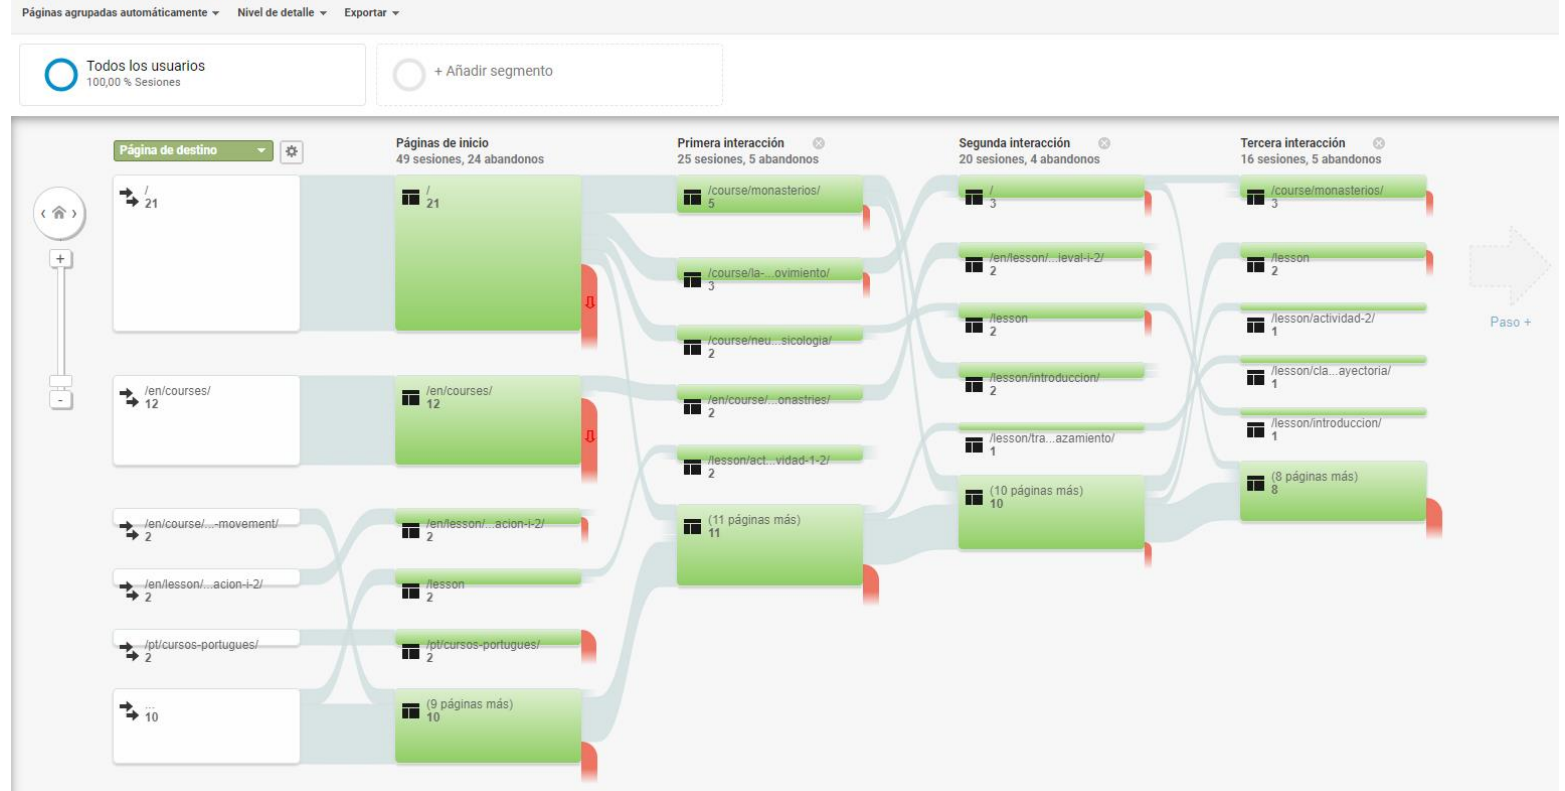 Páginas agrupadas automáticamente
Nivel de detalle
Exportar
Todos los usuarios
100,00 % Sesiones
+ Añadir segmento
Página de destino
Páginas de inicio
49 sesiones, 24 abandonos
Primera interacción
25 sesiones, 5 abandonos
Segunda interacción
20 sesiones, 4 abandonos
Tercera interacción
16 sesiones, 5 abandonos
/
21
/en/courses/
12
/en/course/...-movement/
2
/en/lesson/...acion-i-2/
2
/pt/cursos-portugues/
2
...
10
/
21
/en/courses/
12
/en/lesson/...acion-i-2/
2
/lesson
2
/pt/cursos-portugues/
2
(9 páginas más)
10
/course/monasterios/
5
/course/la-...ovimiento/
3
/course/neu...sicologia/
2
/en/course/...onastries/
2
/lesson/act...vidad-1-2/
2
(11 páginas más)
11
/
3
/en/lesson/...ieval-i-2/
2
/lesson
2
/lesson/introduccion/
2
/lesson/tra...azamiento/
1
(10 páginas más)
10
/course/monasterios/
3
/lesson
2
/lesson/actividad-2/
1
/lesson/cla...ayectoria/
1
/lesson/introduccion/
1
(8 páginas más)
8
Paso +